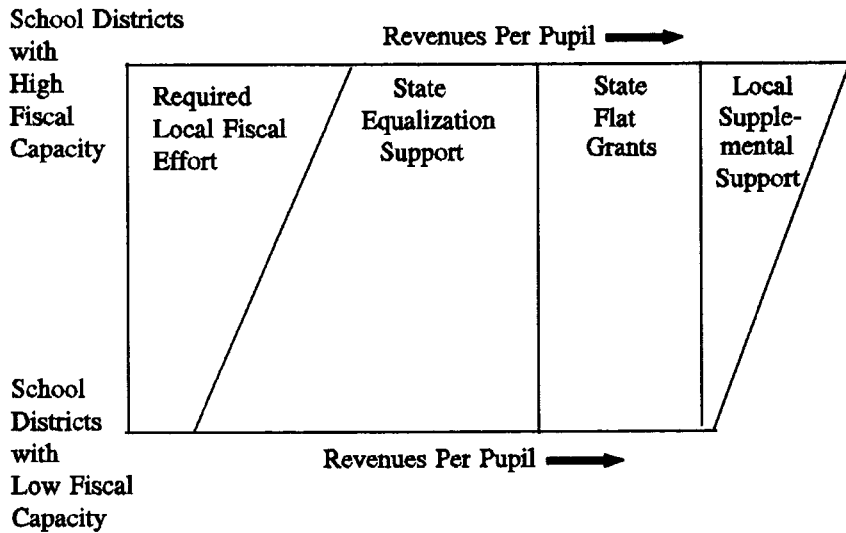 School Districts
with
High
Fiscal
Capacity
Revenues Per Pupil
Required
Local Fiscal
Effort
State
Equalization
Support
State
Flat
Grants
Local
Supple-
mental
Support
School
Districts
with
Low Fiscal
Capacity
Revenues Per Pupil